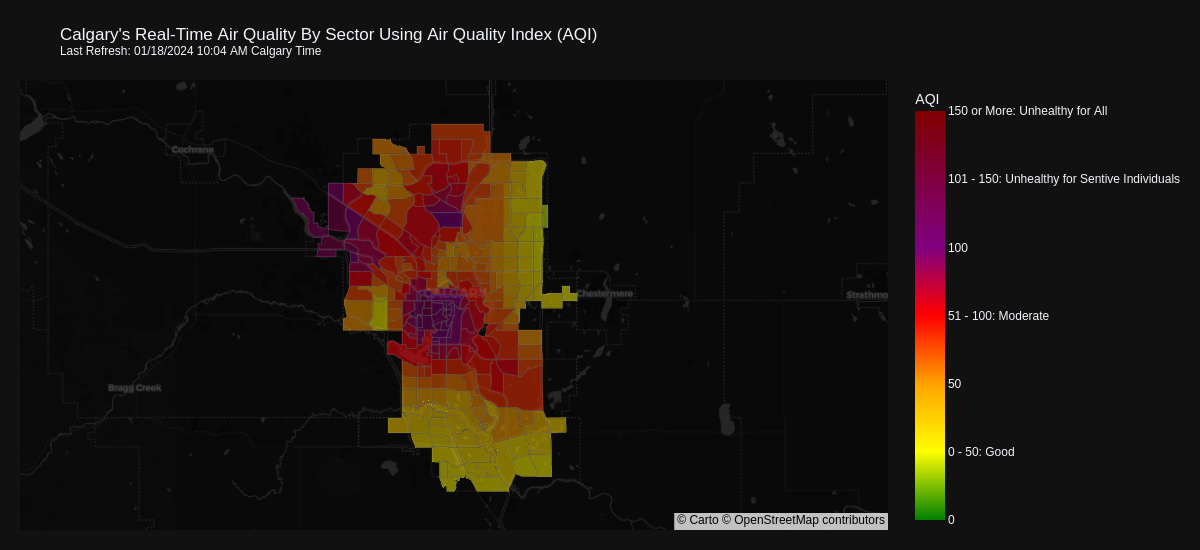 Calgary's Real-Time Air Quality By Sector Using Air Quality Index (AQI)
Last Refresh: 01/18/2024 10:04 AM Calgary Time
AQI
150 or More: Unhealthy for All
Cochrane
101 - 150: Unhealthy for Sentive Individuals
100
CALGARY
Chestermere
Strathmo
51 - 100: Moderate
50
Bragg Creek
0 - 50: Good
0
© Carto © OpenStreetMap contributors